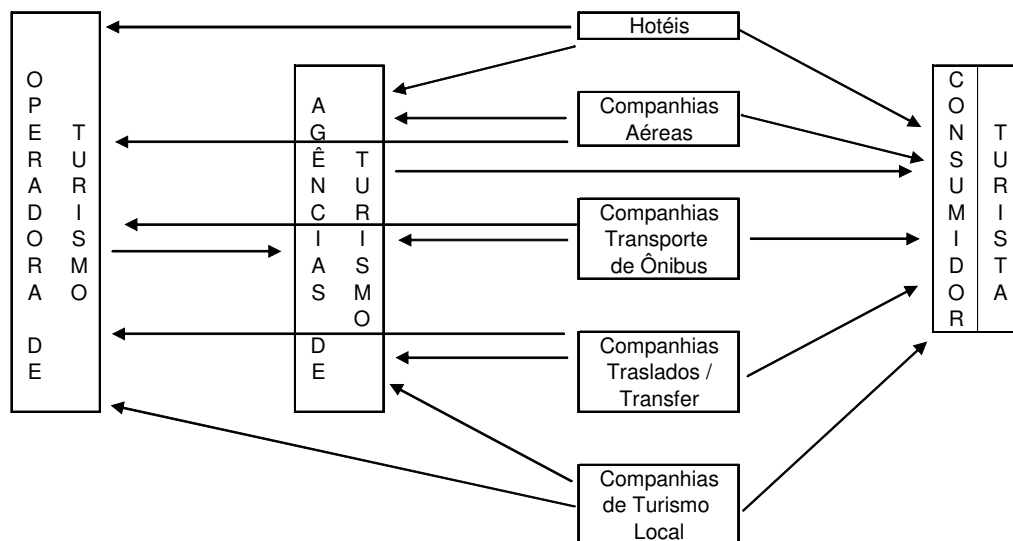 OPERADORA DE
TURISMO
AGÊNCIAS DE
TURISMO
Hotéis
Companhias
Aéreas
Companhias
Transporte
de Ônibus
Companhias
Traslados /
Transfer
Companhias
de Turismo
Local
CONSUMIDOR
TURISTA